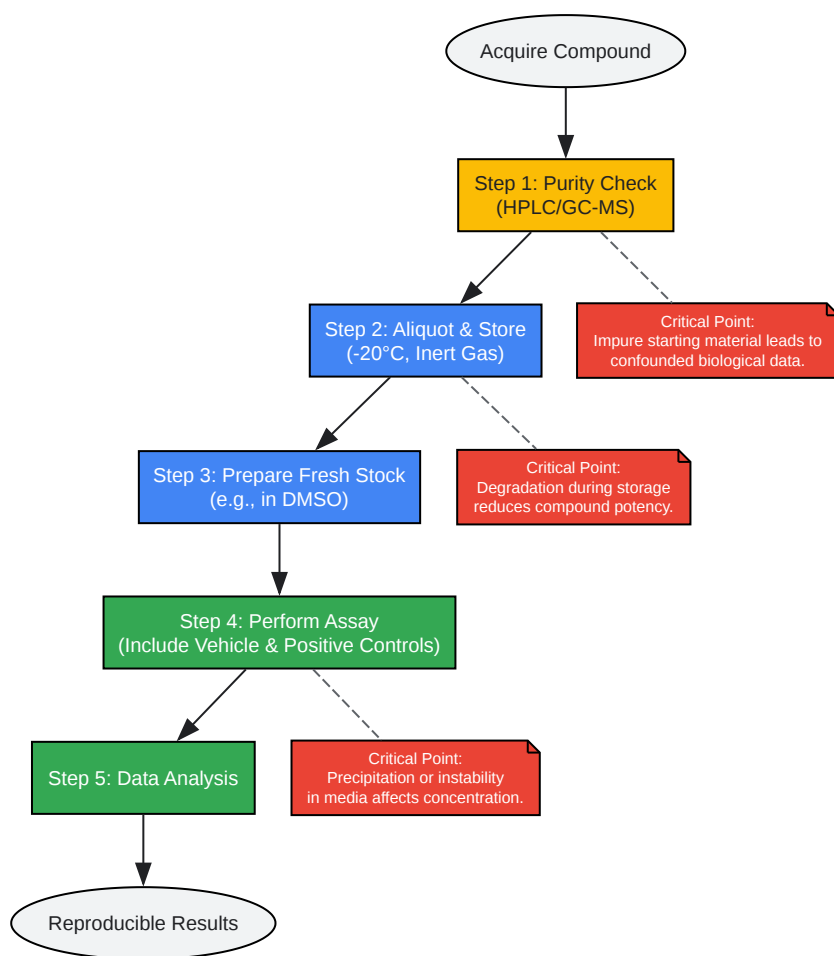 Acquire Compound
Step 1: Purity Check
(HPLC/GC-MS)
Step 2: Aliquot & Store
(-20°C, Inert Gas)
Critical Point:
Impure starting material leads to
confounded biological data.
Step 3: Prepare Fresh Stock
(e.g., in DMSO)
Critical Point:
Degradation during storage
reduces compound potency.
Step 4: Perform Assay
(Include Vehicle & Positive Controls)
Step 5: Data Analysis
Critical Point:
Precipitation or instability
in media affects concentration.
Reproducible Results